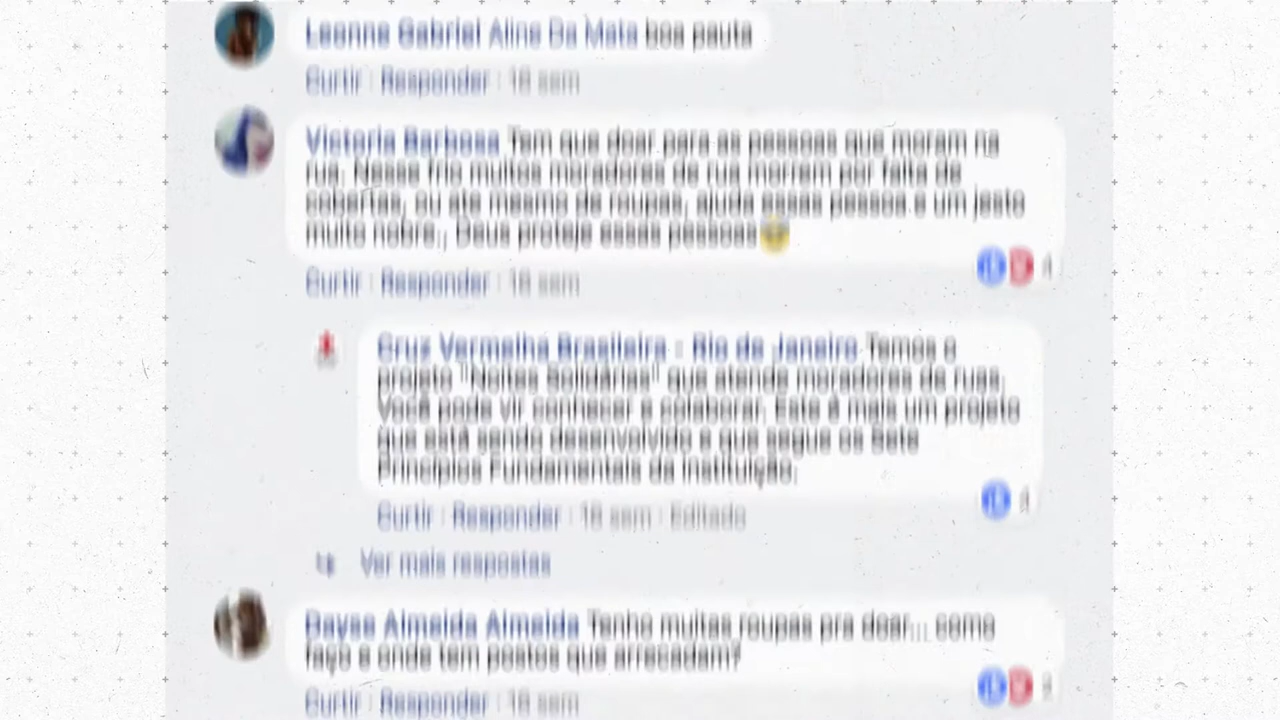 Leonne Gabriel Aline Da Mata boa pauta
Curtir · Responder · 18 sem
Victoria Barbosa Tem que doar para as pessoas que moram na
rua, Nesse frio muitos moradores de rua morrem por falta de
cobertas, ou até mesmo de roupas, ajuda essas pessoa e um jesto
muito nobre., Deus proteje essas pessoas
Curtir · Responder · 18 sem
Cruz Vermelha Brasileira - Rio de Janeiro Temos o
projeto "Noites Solidárias" que atende moradores de ruas.
Você pode vir conhecer e colaborar. Este é mais um projeto
que está sendo desenvolvido e que segue os Sete
Princípios Fundamentais da Instituição.
Curtir · Responder · 18 sem · Editado
Ver mais respostas
Dayse Almeida Almeida Tenho muitas roupas pra doar... como
faço e onde tem postos que arrecadam?
Curtir · Responder · 18 sem